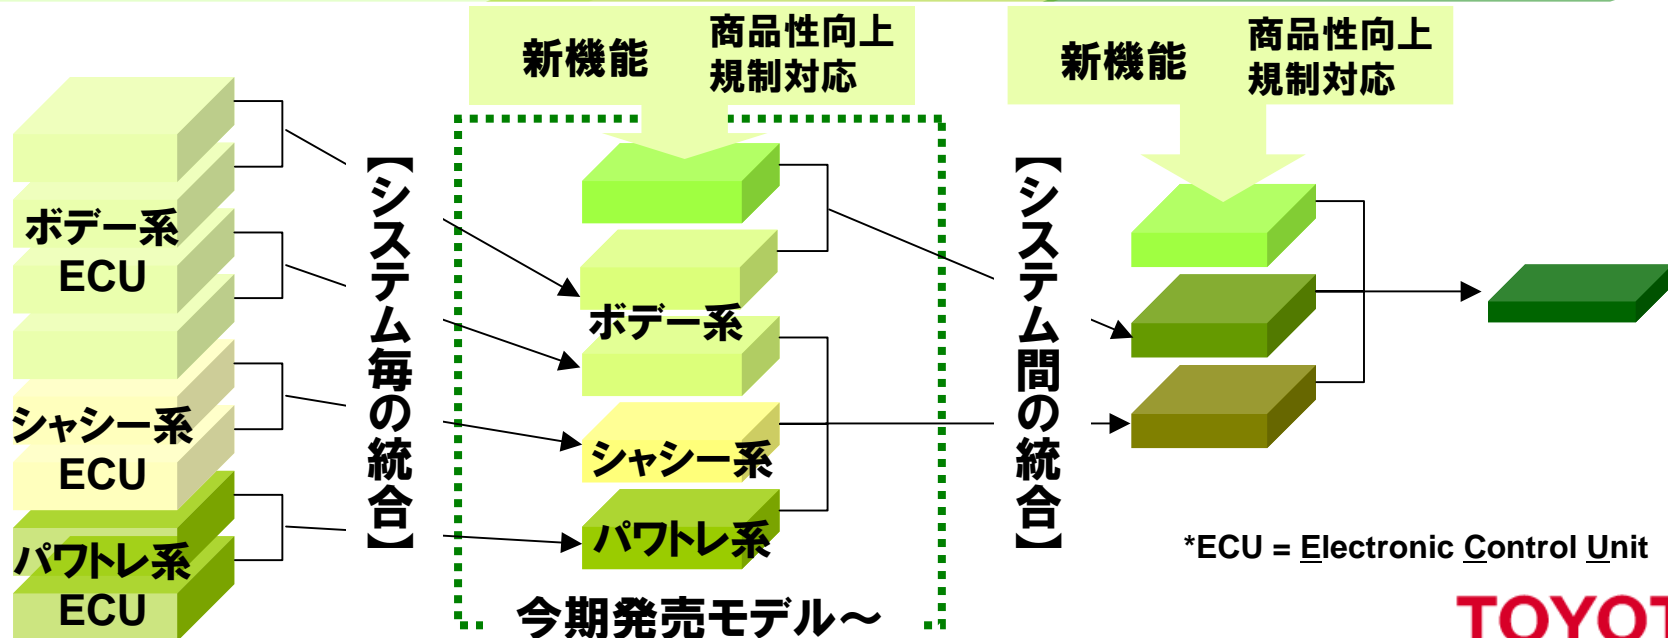 新機能
商品性向上
規制対応
新機能
商品性向上
規制対応
ボデー系
ECU
シャシー系
ECU
パワトレ系
ECU
【システム毎の統合】
ボデー系
シャシー系
パワトレ系
今期発売モデル～
【システム間の統合】
*ECU = Electronic Control Unit
TOYOT